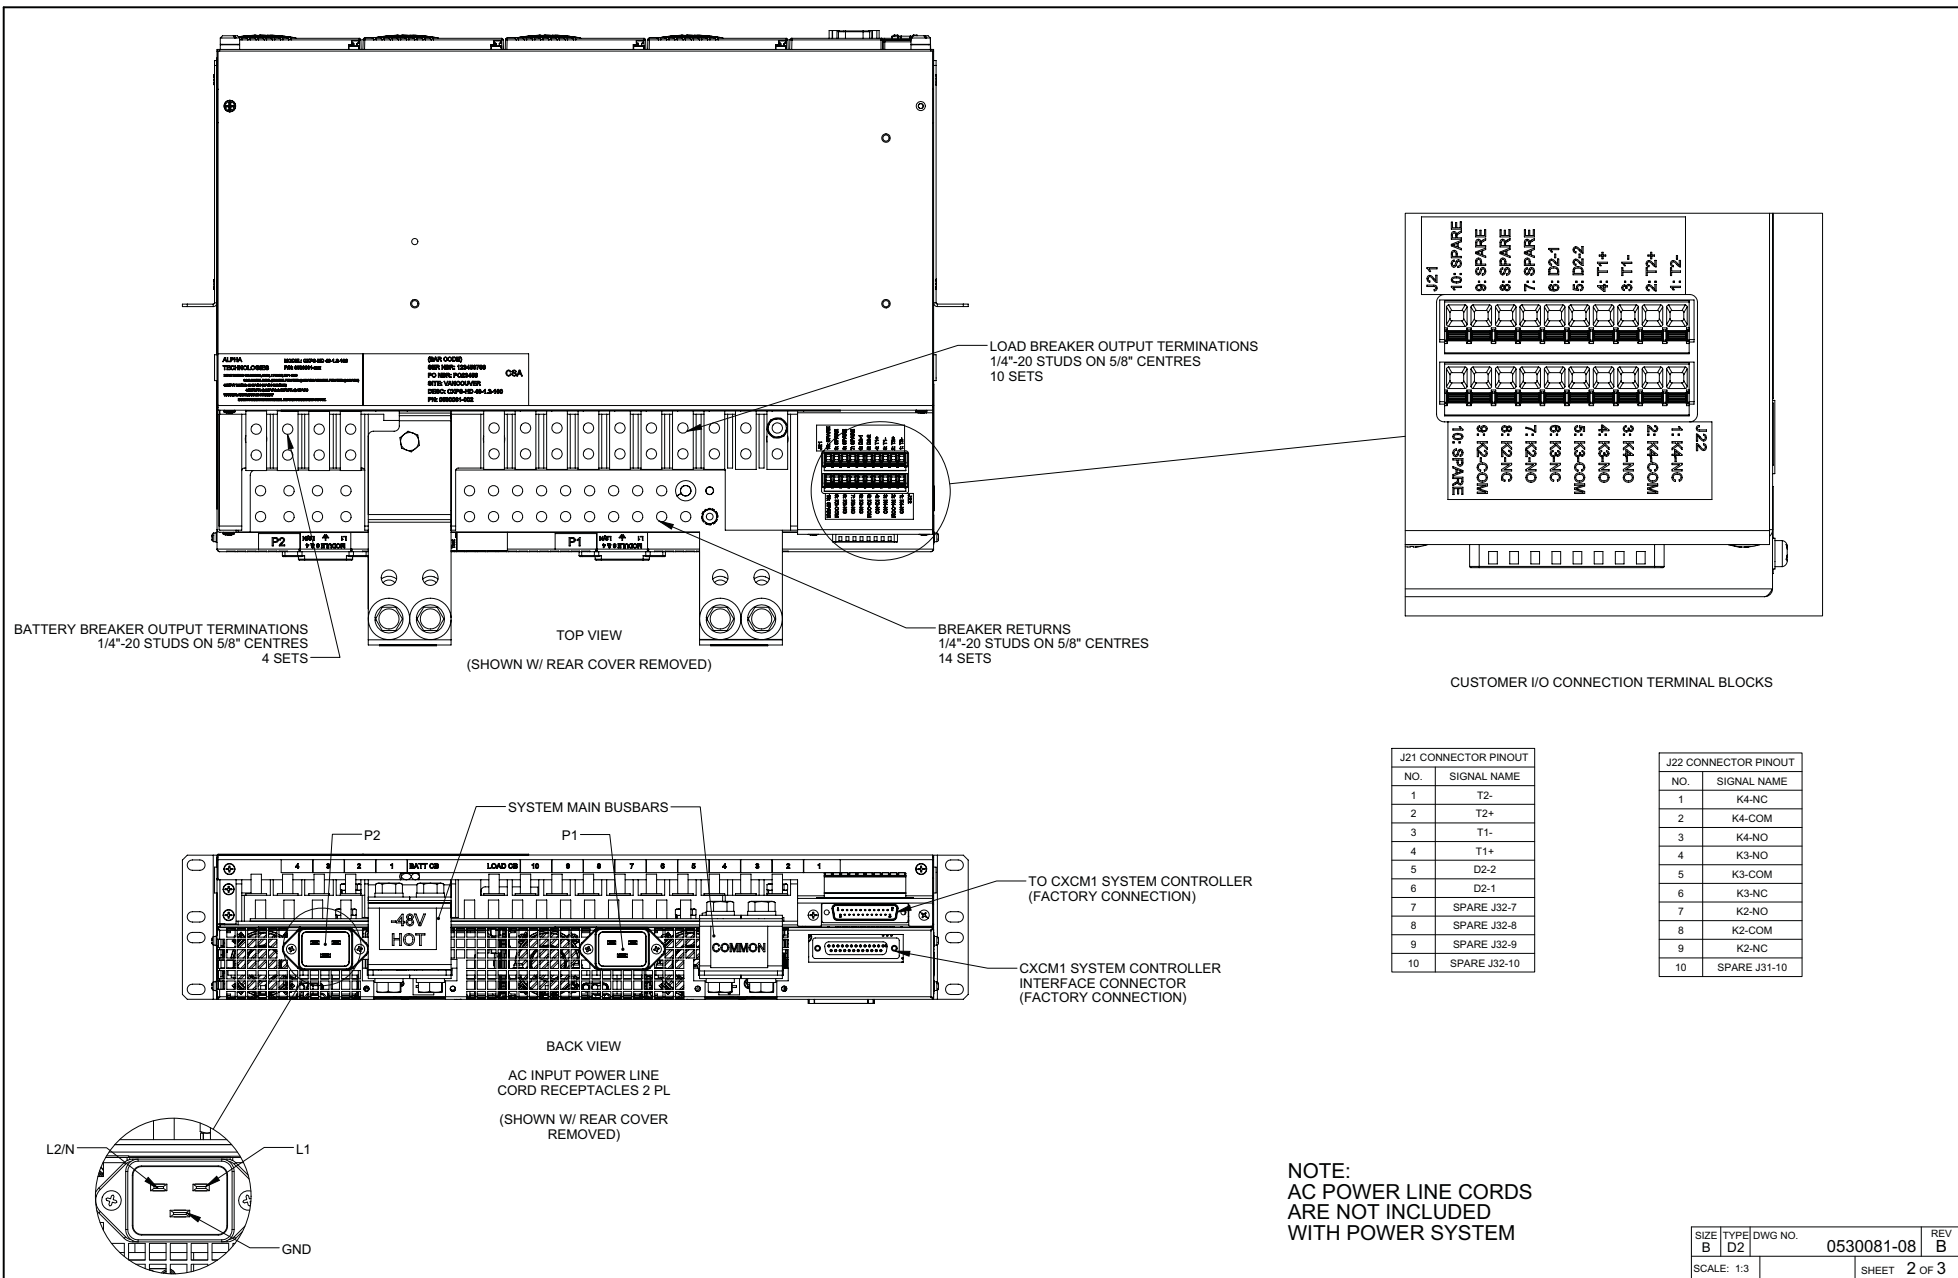 ALPHA
TECHNOLOGIES
(BAR CODE)
SITE: VANCOUVER
CSA
LOAD BREAKER OUTPUT TERMINATIONS
1/4"-20 STUDS ON 5/8" CENTRES
10 SETS
P2
P1
BATTERY BREAKER OUTPUT TERMINATIONS
1/4"-20 STUDS ON 5/8" CENTRES
4 SETS
TOP VIEW
(SHOWN W/ REAR COVER REMOVED)
BREAKER RETURNS
1/4"-20 STUDS ON 5/8" CENTRES
14 SETS
J21
10: SPARE
9: SPARE
8: SPARE
7: SPARE
6: D2-1
5: D2-2
4: T1+
3: T1-
2: T2+
1: T2-
J22
10: SPARE
9: K2-COM
8: K2-NC
7: K2-NO
6: K3-NC
5: K3-COM
4: K3-NO
3: K4-NO
2: K4-COM
1: K4-NC
CUSTOMER I/O CONNECTION TERMINAL BLOCKS
J21 CONNECTOR PINOUT
NO. SIGNAL NAME
1 T2-
2 T2+
3 T1-
4 T1+
5 D2-2
6 D2-1
7 SPARE J32-7
8 SPARE J32-8
9 SPARE J32-9
10 SPARE J32-10
J22 CONNECTOR PINOUT
NO. SIGNAL NAME
1 K4-NC
2 K4-COM
3 K4-NO
4 K3-NO
5 K3-COM
6 K3-NC
7 K2-NO
8 K2-COM
9 K2-NC
10 SPARE J31-10
SYSTEM MAIN BUSBARS
P2
P1
4 3 2 1 BATT CB LOAD CB 10 9 8 7 6 5 4 3 2 1
-48V
HOT
COMMON
TO CXCM1 SYSTEM CONTROLLER
(FACTORY CONNECTION)
CXCM1 SYSTEM CONTROLLER
INTERFACE CONNECTOR
(FACTORY CONNECTION)
BACK VIEW
AC INPUT POWER LINE
CORD RECEPTACLES 2 PL
(SHOWN W/ REAR COVER
REMOVED)
L2/N
L1
GND
NOTE:
AC POWER LINE CORDS
ARE NOT INCLUDED
WITH POWER SYSTEM
SIZE TYPE DWG NO. REV
B D2 0530081-08 B
SCALE: 1:3 SHEET 2 OF 3